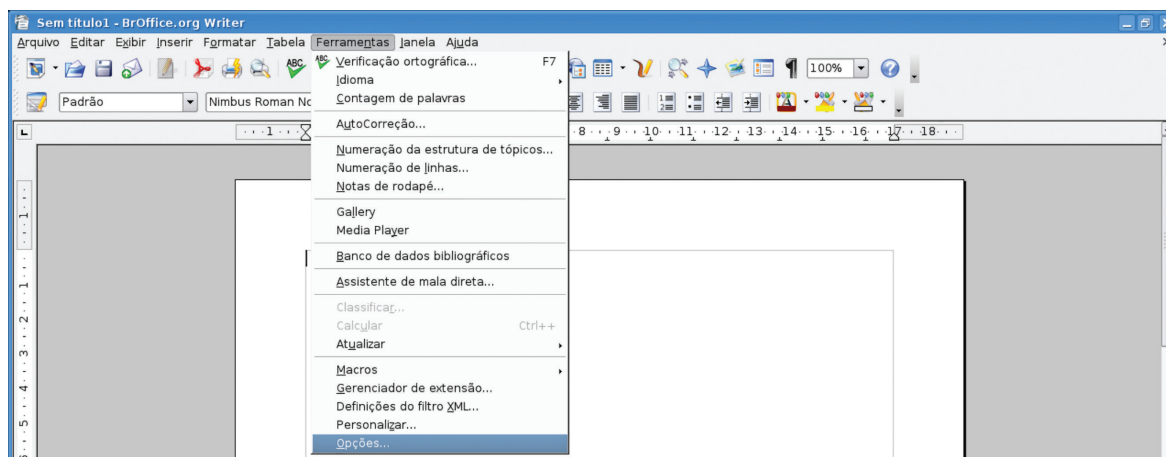 Sem título1 - BrOffice.org Writer
Arquivo Editar Exibir Inserir Formatar Tabela Ferramentas Janela Ajuda
ABC ABC Verificação ortográfica... F7 100%
Idioma
Padrão Nimbus Roman No Contagem de palavras
AutoCorreção...
1 8 9 10 11 12 13 14 15 16 17 18
Numeração da estrutura de tópicos...
Numeração de linhas...
Notas de rodapé...
Gallery
Media Player
Banco de dados bibliográficos
Assistente de mala direta...
Classificar...
Calcular Ctrl++
Atualizar
Macros
Gerenciador de extensão...
Definições do filtro XML...
Personalizar...
Opções...
1
1
2
3
4
5